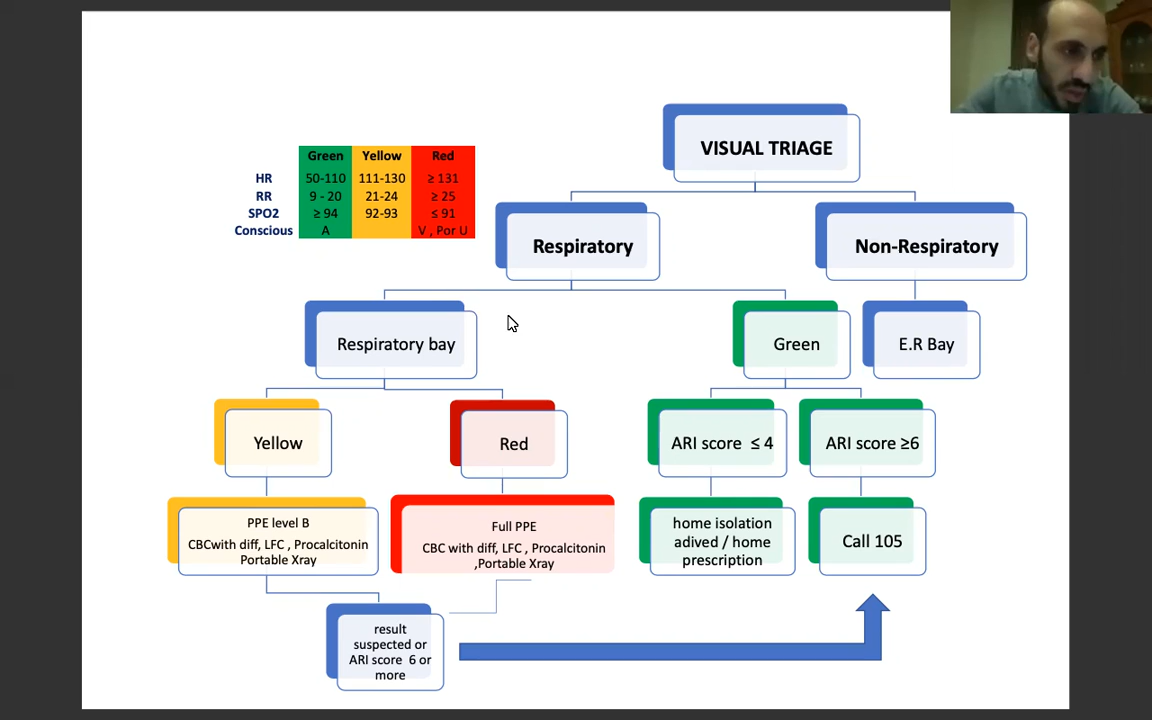 VISUAL TRIAGE
Green Yellow Red
HR 50-110 111-130 ≥ 131
RR 9 - 20 21-24 ≥ 25
SPO2 ≥ 94 92-93 ≤ 91
Conscious A V , Por U
Respiratory
Non-Respiratory
Respiratory bay
Green
E.R Bay
Yellow
Red
ARI score ≤ 4
ARI score ≥6
PPE level B
CBCwith diff, LFC , Procalcitonin
Portable Xray
Full PPE
CBC with diff, LFC , Procalcitonin
,Portable Xray
home isolation
adived / home
prescription
Call 105
result
suspected or
ARI score 6 or
more